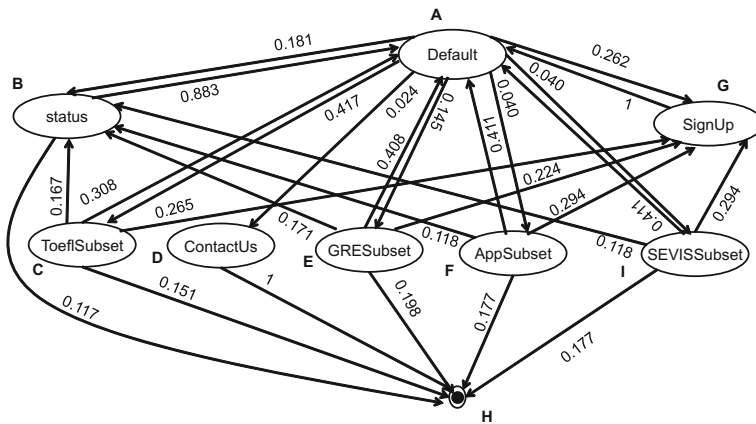 A
Default
0.181
0.262
B
0.883
0.417
0.024
0.145
0.040
0.040
1
G
status
SignUp
0.408
0.411
0.167
0.308
0.265
0.171
0.224
0.118
0.294
0.118
0.411
0.294
ToeflSubset
ContactUs
GRESubset
AppSubset
SEVISSubset
C
D
E
F
I
0.117
0.151
1
0.198
0.177
0.177
H